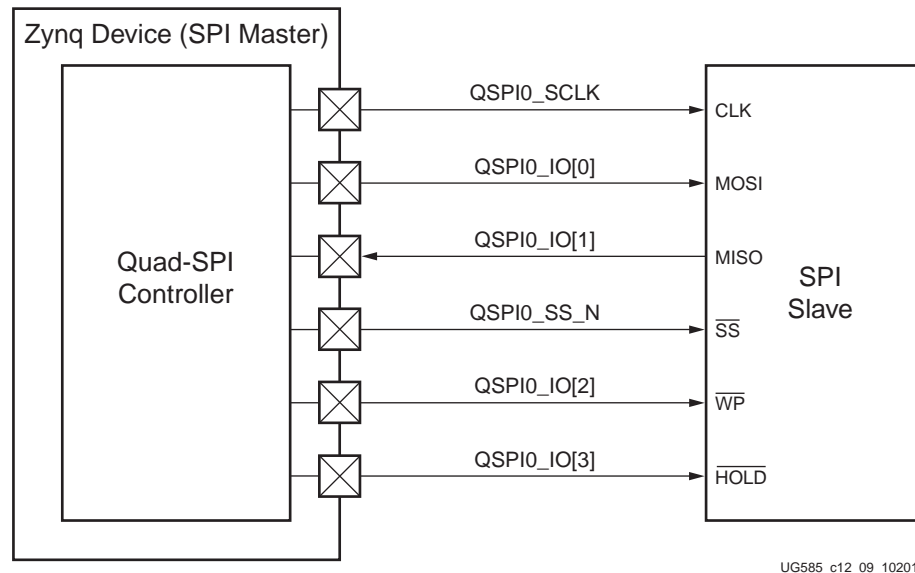 Zynq Device (SPI Master)
Quad-SPI
Controller
QSPI0_SCLK
CLK
QSPI0_IO[0]
MOSI
QSPI0_IO[1]
MISO
QSPI0_SS_N
SS
QSPI0_IO[2]
WP
QSPI0_IO[3]
HOLD
SPI
Slave
UG585_c12_09_10201